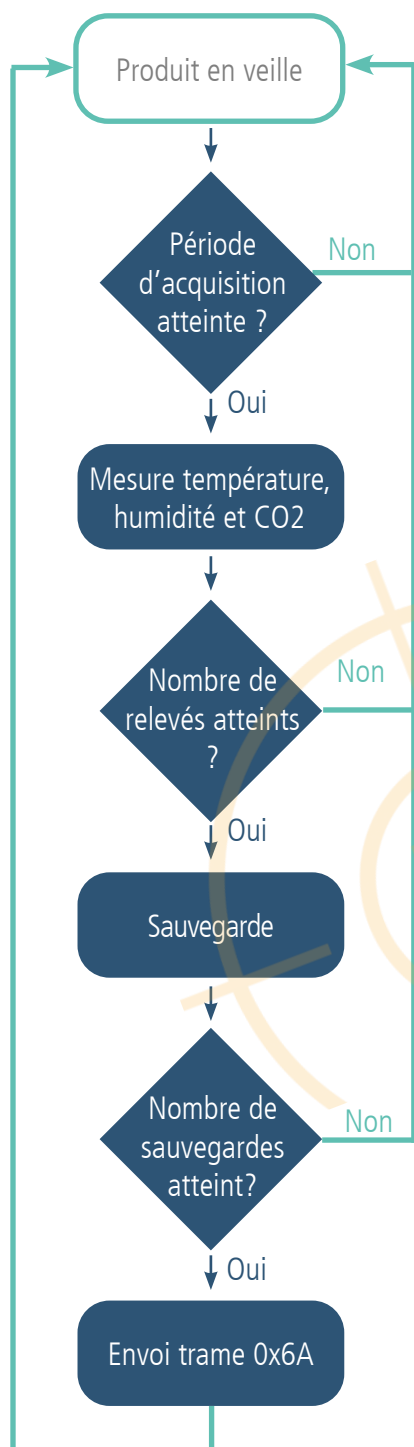 Produit en veille
Période
d'acquisition
atteinte ?
Non
Oui
Mesure température,
humidité et CO2
Nombre de
relevés atteints
?
Non
Oui
Sauvegarde
Nombre de
sauvegardes
atteint?
Non
Oui
Envoi trame 0x6A